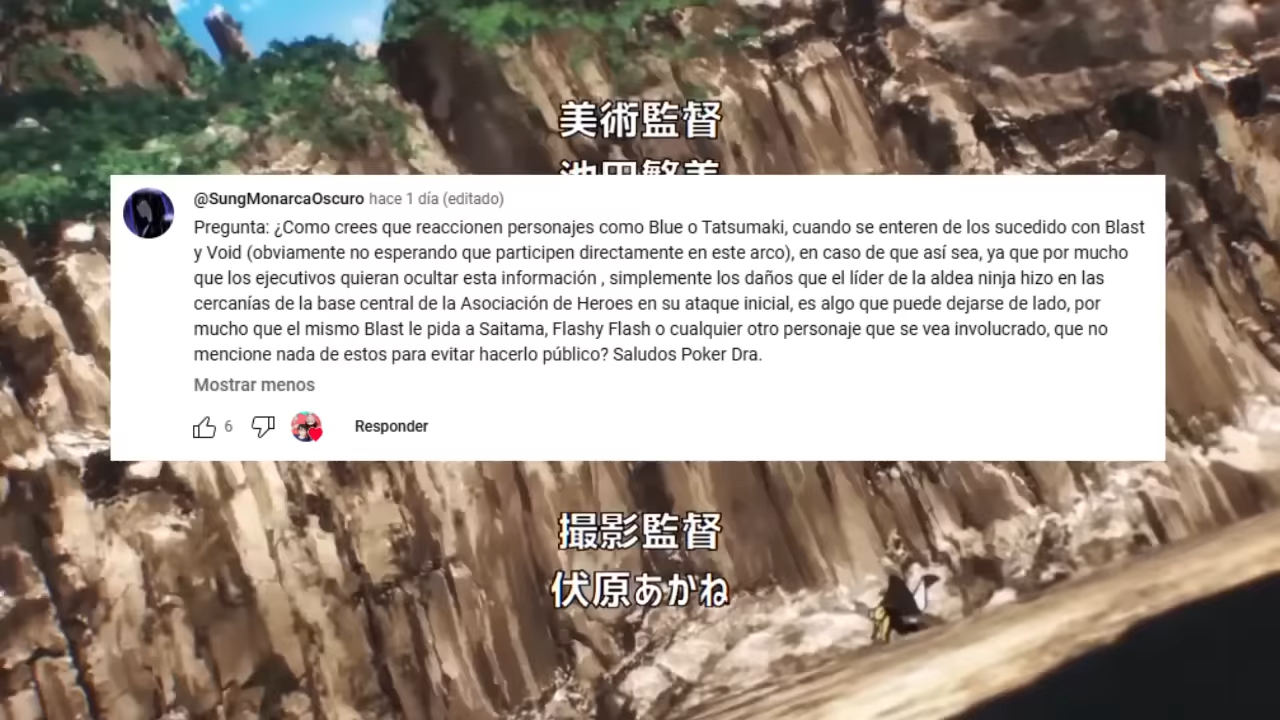 美術監督
池田繁美
@SungMonarcaOscuro hace 1 día (editado)
Pregunta: ¿Como crees que reaccionen personajes como Blue o Tatsumaki, cuando se enteren de los sucedido con Blast
y Void (obviamente no esperando que participen directamente en este arco), en caso de que así sea, ya que por mucho
que los ejecutivos quieran ocultar esta información , simplemente los daños que el líder de la aldea ninja hizo en las
cercanías de la base central de la Asociación de Heroes en su ataque inicial, es algo que puede dejarse de lado, por
mucho que el mismo Blast le pida a Saitama, Flashy Flash o cualquier otro personaje que se vea involucrado, que no
mencione nada de estos para evitar hacerlo público? Saludos Poker Dra.
Mostrar menos
6
Responder
撮影監督
伏原あかね